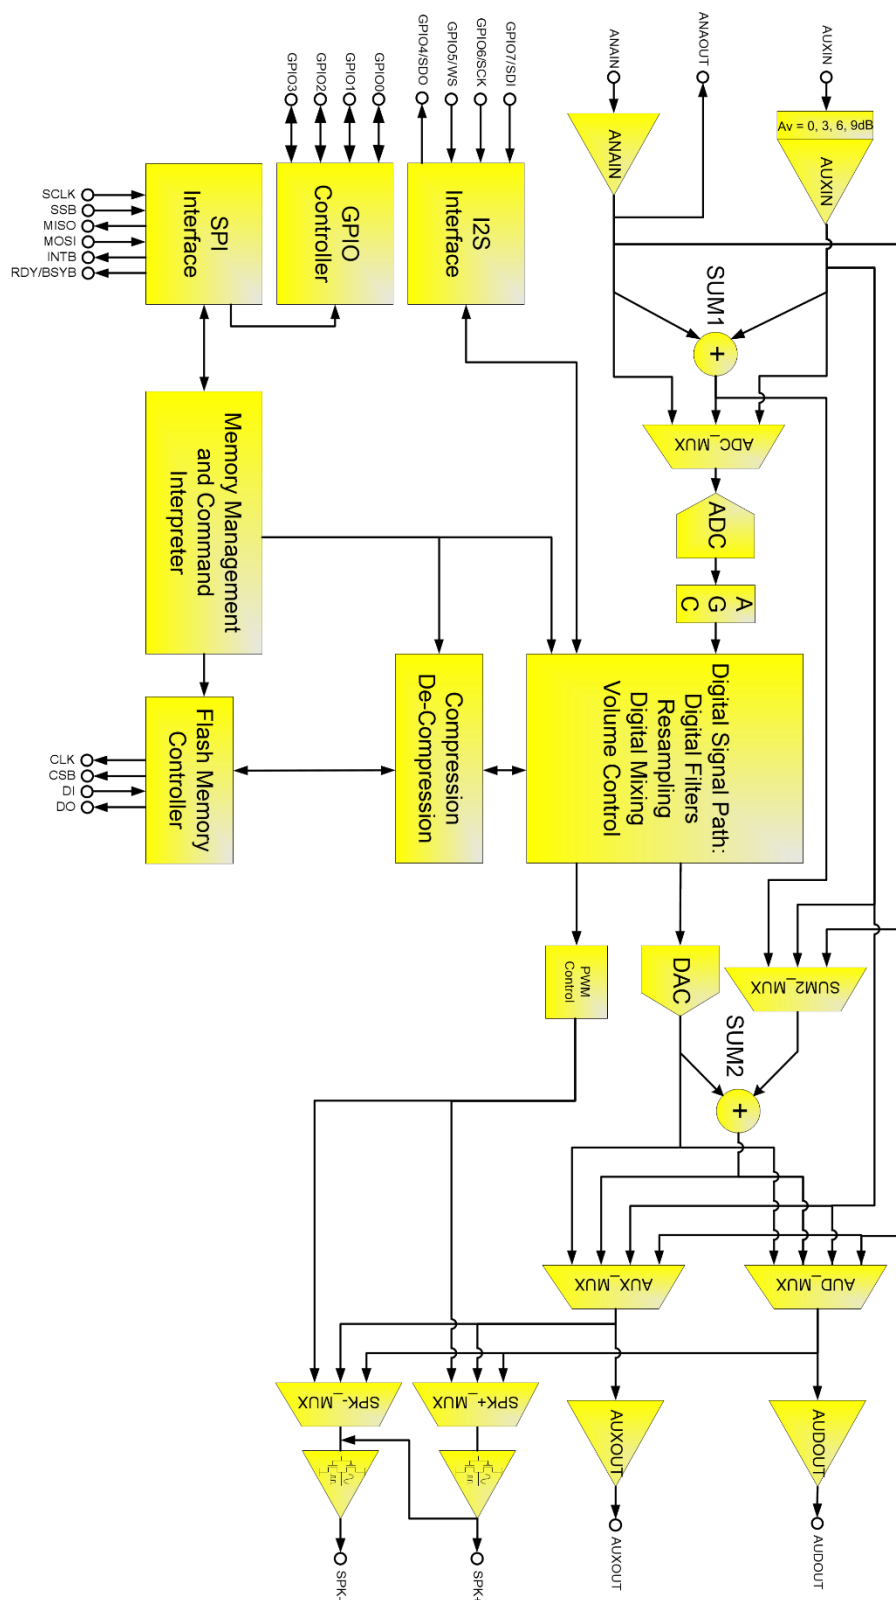 AUXIN
ANAOUT
ANAIN
GPIO7/SDI
GPIO6/SCK
GPIO5/WS
GPIO4/SDO
GPIO0
GPIO1
GPIO2
GPIO3
Av = 0, 3, 6, 9dB
AUXIN
ANAIN
I2S
Interface
GPIO
Controller
SPI
Interface
SCLK
SSB
MISO
MOSI
INTB
RDY/BSYB
SUM1
+
ADC_MUX
ADC
A
G
C
Memory Management
and Command
Interpreter
Digital Signal Path:
Digital Filters
Resampling
Digital Mixing
Volume Control
Compression
De-Compression
Flash Memory
Controller
CLK
CSB
DI
DO
PWM
Control
DAC
SUM2_MUX
SUM2
+
AUX_MUX
AUD_MUX
SPK-_MUX
SPK+_MUX
AUXOUT
AUDOUT
SPK-
SPK+
AUXOUT
AUDOUT